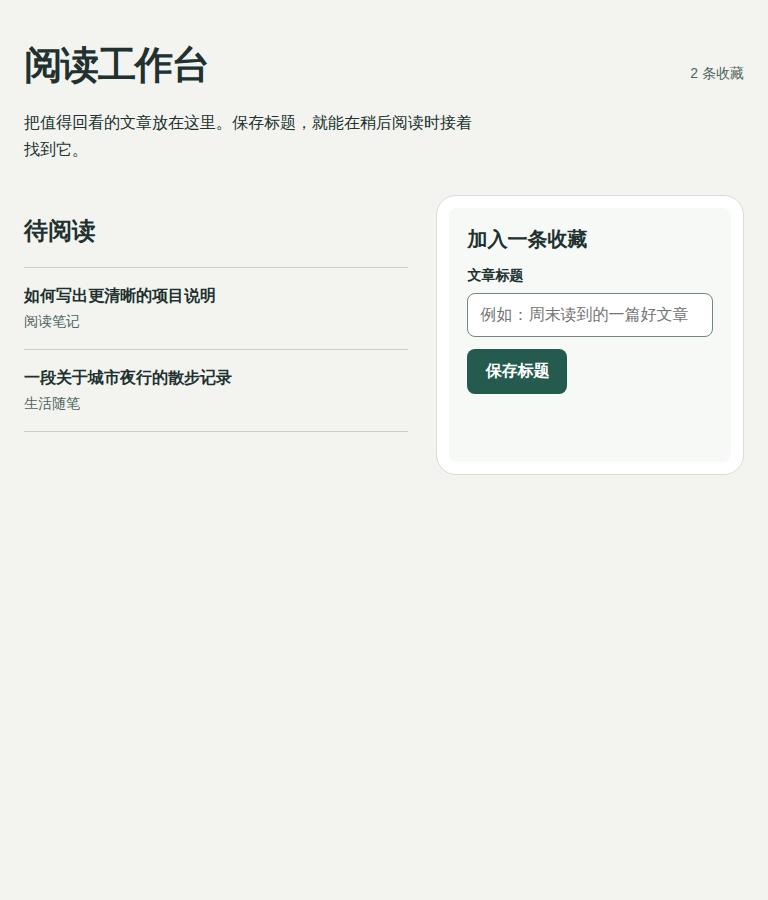 阅读工作台
2 条收藏
把值得回看的文章放在这里。保存标题，就能在稍后阅读时接着
找到它。
待阅读
如何写出更清晰的项目说明
阅读笔记
一段关于城市夜行的散步记录
生活随笔
加入一条收藏
文章标题
例如：周末读到的一篇好文章
保存标题